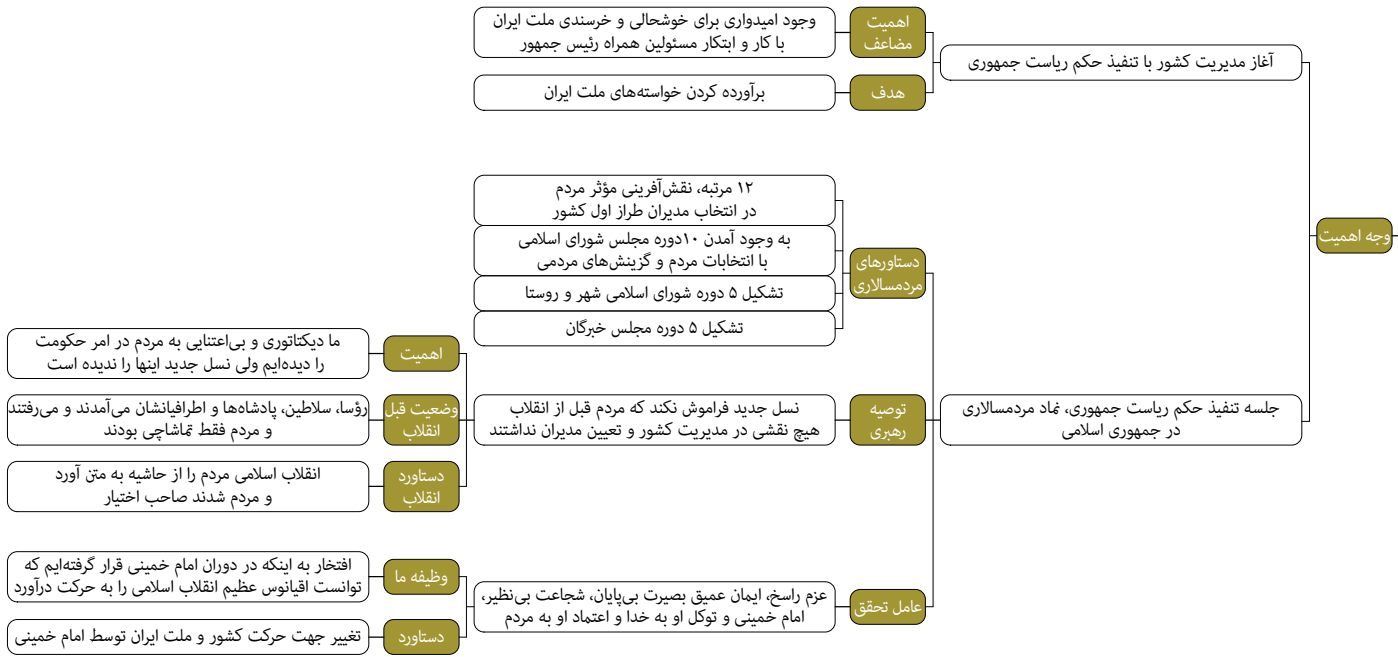 وجه اهمیت
آغاز مدیریت کشور با تنفیذ حکم ریاست جمهوری
اهمیت
مضاعف
وجود امیدواری برای خوشحالی و خرسندی ملت ایران
با کار و ابتکار مسئولین همراه رئیس جمهور
هدف
برآورده کردن خواسته‌های ملت ایران
جلسه تنفیذ حکم ریاست جمهوری، نماد مردمسالاری
در جمهوری اسلامی
دستاورهای
مردمسالاری
۱۲ مرتبه، نقش‌آفرینی مؤثر مردم
در انتخاب مدیران طراز اول کشور
به وجود آمدن ۱۰دوره مجلس شورای اسلامی
با انتخابات مردم و گزینش‌های مردمی
تشکیل ۵ دوره شورای اسلامی شهر و روستا
تشکیل ۵ دوره مجلس خبرگان
توصیه
رهبری
نسل جدید فراموش نکند که مردم قبل از انقلاب
هیچ نقشی در مدیریت کشور و تعیین مدیران نداشتند
اهمیت
ما دیکتاتوری و بی‌اعتنایی به مردم در امر حکومت
را دیده‌ایم ولی نسل جدید اینها را ندیده است
وضعیت قبل
انقلاب
رؤسا، سلاطین، پادشاه‌ها و اطرافیانشان می‌آمدند و می‌رفتند
و مردم فقط تماشاچی بودند
دستاورد
انقلاب
انقلاب اسلامی مردم را از حاشیه به متن آورد
و مردم شدند صاحب اختیار
عامل تحقق
عزم راسخ، ایمان عمیق بصیرت بی‌پایان، شجاعت بی‌نظیر،
امام خمینی و توکل او به خدا و اعتماد او به مردم
وظیفه ما
افتخار به اینکه در دوران امام خمینی قرار گرفته‌ایم که
توانست اقیانوس عظیم انقلاب اسلامی را به حرکت درآورد
دستاورد
تغییر جهت حرکت کشور و ملت ایران توسط امام خمینی